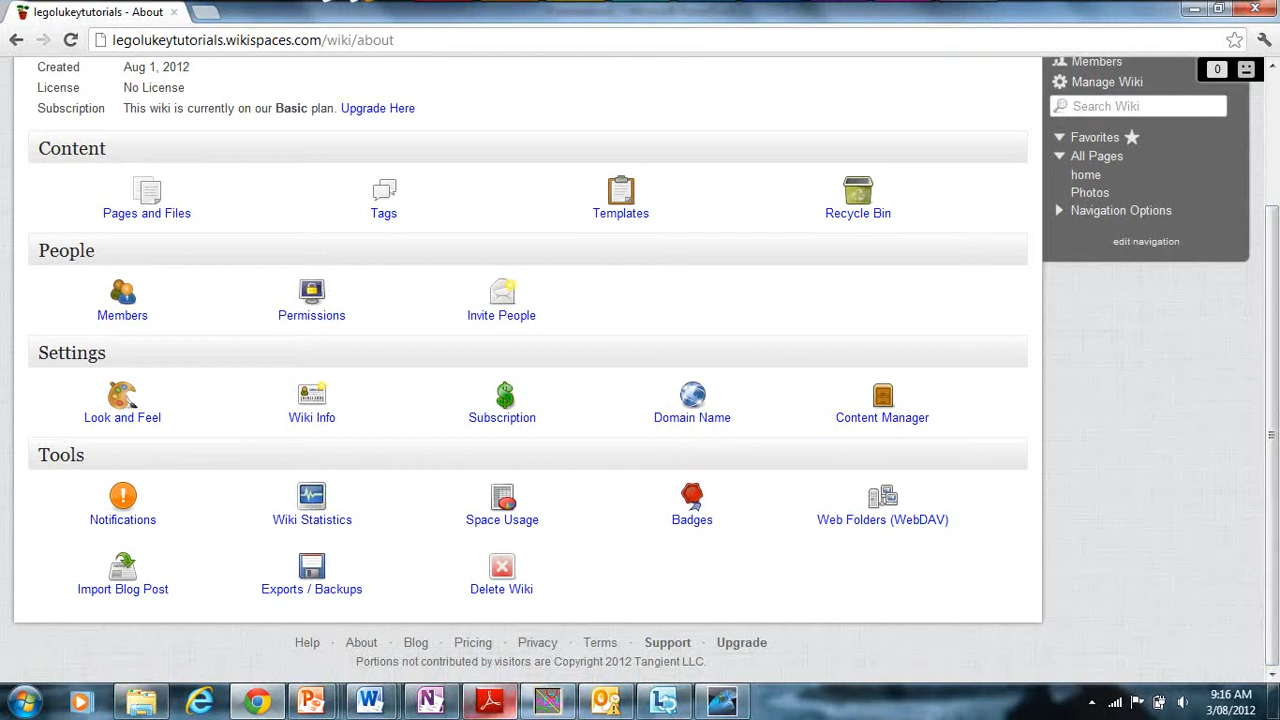 legolukeytutorials - About
legolukeytutorials.wikispaces.com/wiki/about
Created Aug 1, 2012
License No License
Subscription This wiki is currently on our Basic plan. Upgrade Here
Content
Pages and Files Tags Templates Recycle Bin
People
Members Permissions Invite People
Settings
Look and Feel Wiki Info Subscription Domain Name Content Manager
Tools
Notifications Wiki Statistics Space Usage Badges Web Folders (WebDAV)
Import Blog Post Exports / Backups Delete Wiki
Members
0
Manage Wiki
Search Wiki
Favorites
All Pages
home
Photos
Navigation Options
edit navigation
Help · About · Blog · Pricing · Privacy · Terms · Support · Upgrade
Portions not contributed by visitors are Copyright 2012 Tangient LLC.
9:16 AM
3/08/2012